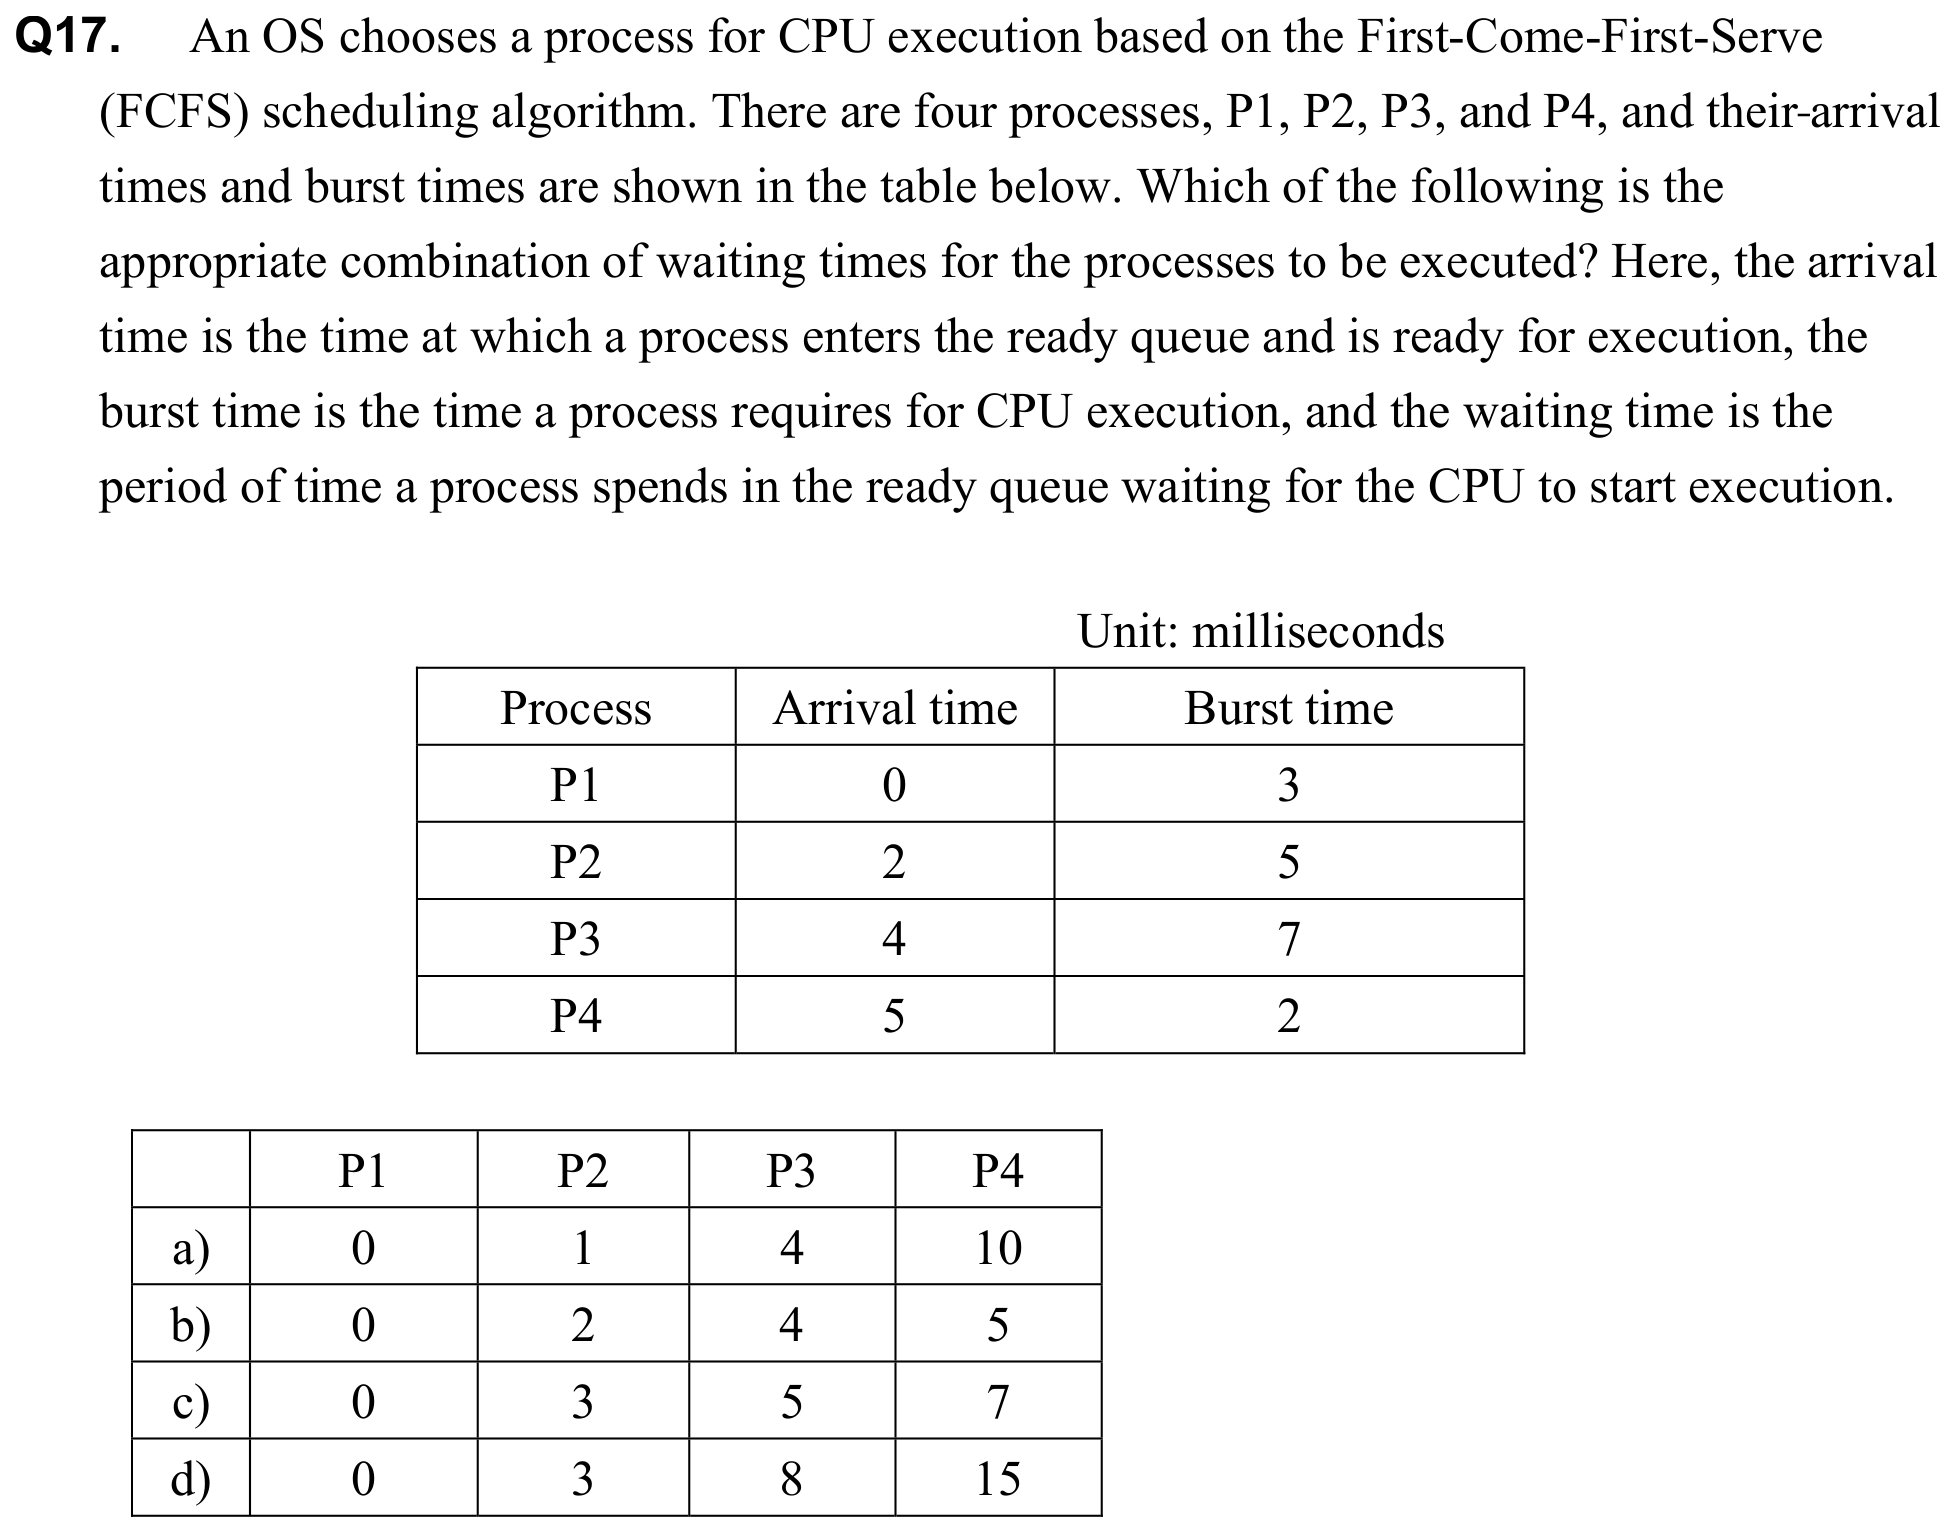 Q17. An OS chooses a process for CPU execution based on the First-Come-First-Serve
(FCFS) scheduling algorithm. There are four processes, P1, P2, P3, and P4, and their-arrival
times and burst times are shown in the table below. Which of the following is the
appropriate combination of waiting times for the processes to be executed? Here, the arrival
time is the time at which a process enters the ready queue and is ready for execution, the
burst time is the time a process requires for CPU execution, and the waiting time is the
period of time a process spends in the ready queue waiting for the CPU to start execution.
Unit: milliseconds
Process Arrival time Burst time
P1 0 3
P2 2 5
P3 4 7
P4 5 2
P1 P2 P3 P4
a) 0 1 4 10
b) 0 2 4 5
c) 0 3 5 7
d) 0 3 8 15